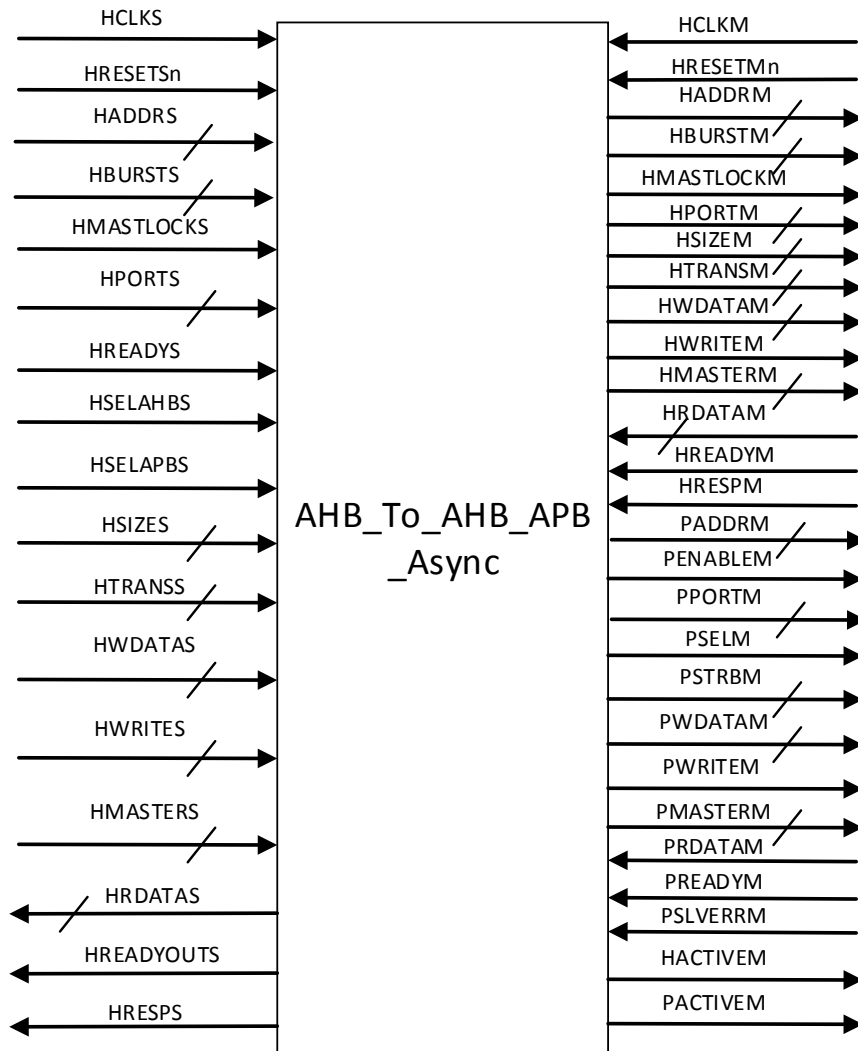 HCLKS
HRESETSn
HADDRS
HBURSTS
HMASTLOCKS
HPORTS
HREADYS
HSELAHBS
HSELAPBS
HSIZES
HTRANSS
HWDATAS
HWRITES
HMASTERS
HRDATAS
HREADYOUTS
HRESPS
AHB_To_AHB_APB
_Async
HCLKM
HRESETMn
HADDRM
HBURSTM
HMASTLOCKM
HPORTM
HSIZEM
HTRANSM
HWDATAM
HWRITEM
HMASTERM
HRDATAM
HREADYM
HRESPM
PADDRM
PENABLEM
PPORTM
PSELM
PSTRBM
PWDATAM
PWRITEM
PMASTERM
PRDATAM
PREADYM
PSLVERRM
HACTIVEM
PACTIVEM